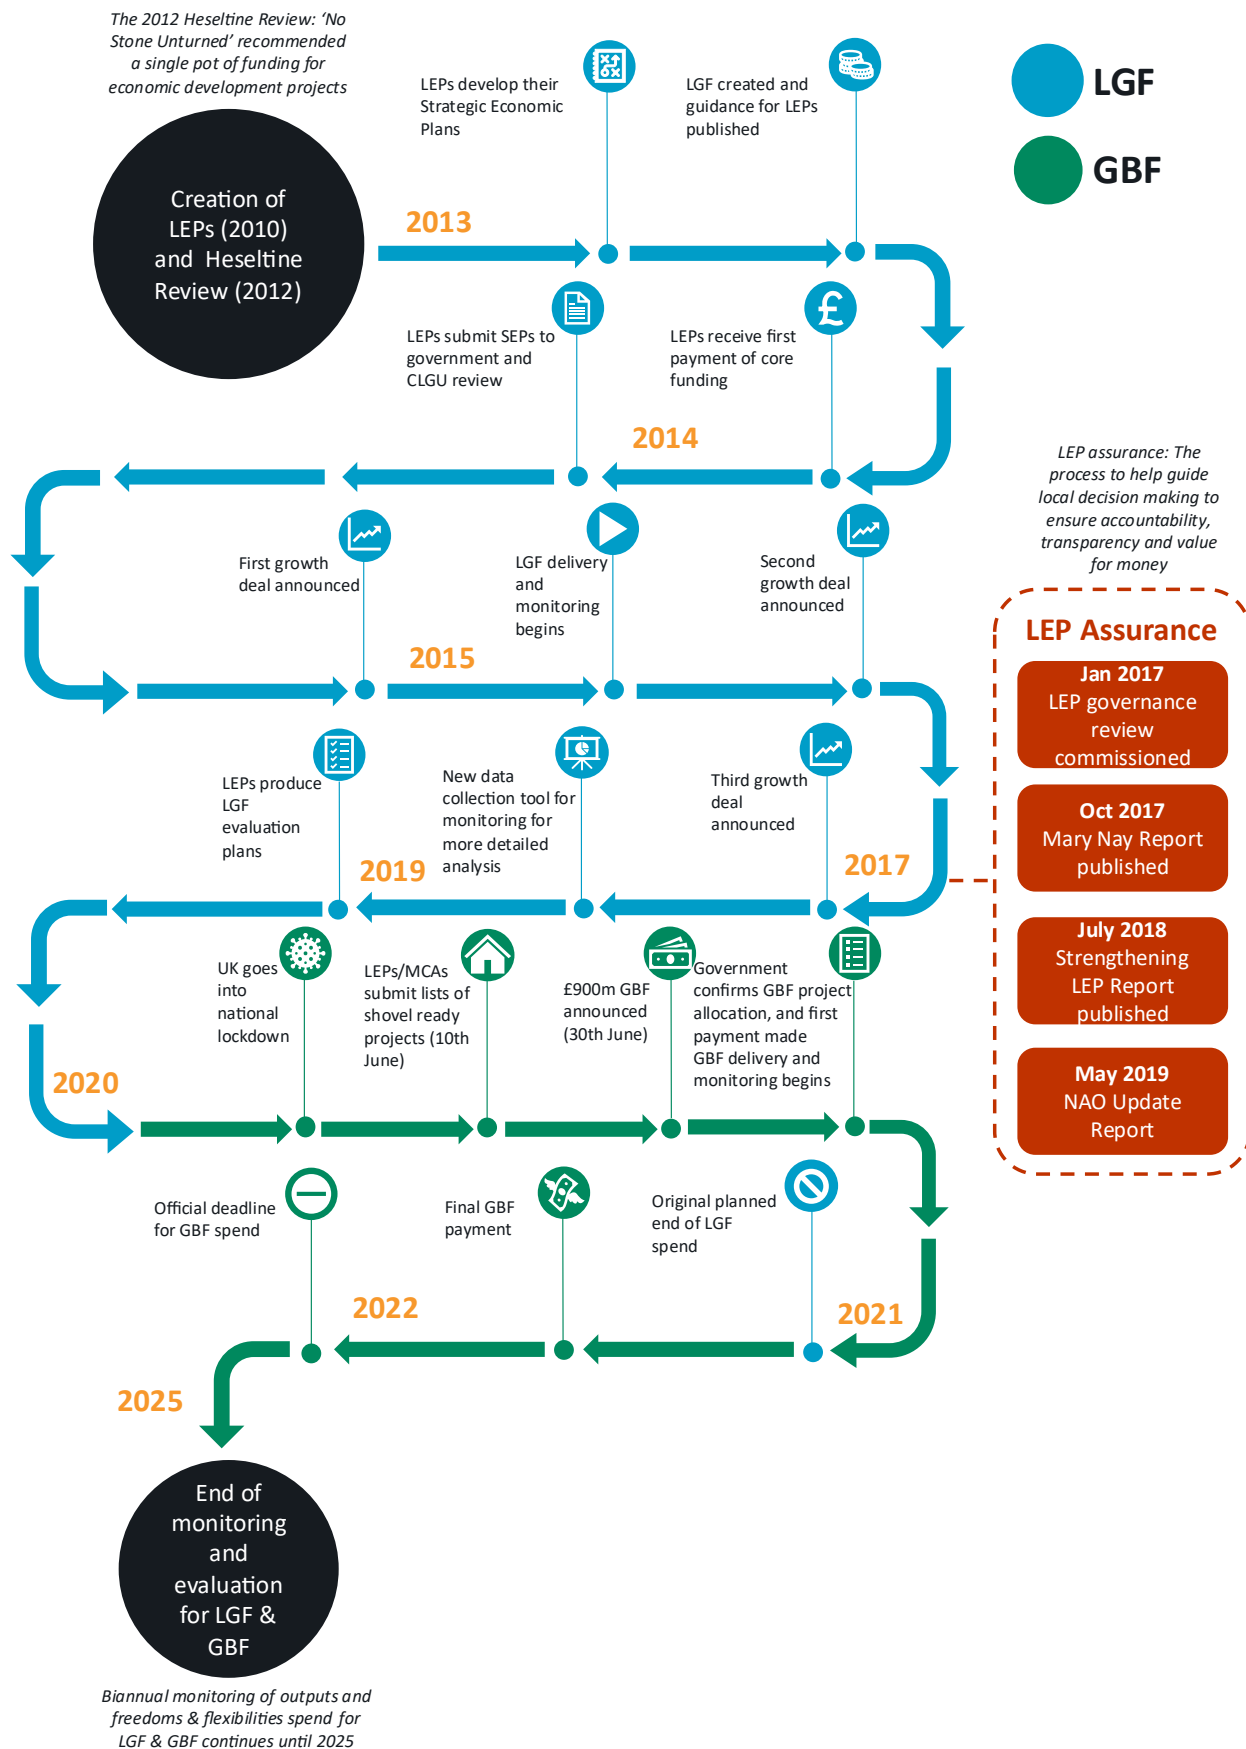 The 2012 Heseltine Review: ‘No
Stone Unturned’ recommended
a single pot of funding for
economic development projects
Creation of
LEPs (2010)
and Heseltine
Review (2012)
LEPs develop their
Strategic Economic
Plans
LGF created and
guidance for LEPs
published
LGF
GBF
2013
LEPs submit SEPs to
government and
CLGU review
LEPs receive first
payment of core
funding
2014
First growth
deal announced
LGF delivery
and
monitoring
begins
Second
growth deal
announced
2015
LEPs produce
LGF
evaluation
plans
New data
collection tool for
monitoring for
more detailed
analysis
Third growth
deal
announced
2019
2017
LEP assurance: The
process to help guide
local decision making to
ensure accountability,
transparency and value
for money
LEP Assurance
Jan 2017
LEP governance
review
commissioned
Oct 2017
Mary Nay Report
published
July 2018
Strengthening
LEP Report
published
May 2019
NAO Update
Report
UK goes
into
national
lockdown
LEPs/MCAs
submit lists of
shovel ready
projects (10th
June)
£900m GBF
announced
(30th June)
Government
confirms GBF project
allocation, and first
payment made
GBF delivery and
monitoring begins
2020
Official deadline
for GBF spend
Final GBF
payment
Original planned
end of LGF
spend
2022
2021
2025
End of
monitoring
and
evaluation
for LGF &
GBF
Biannual monitoring of outputs and
freedoms & flexibilities spend for
LGF & GBF continues until 2025